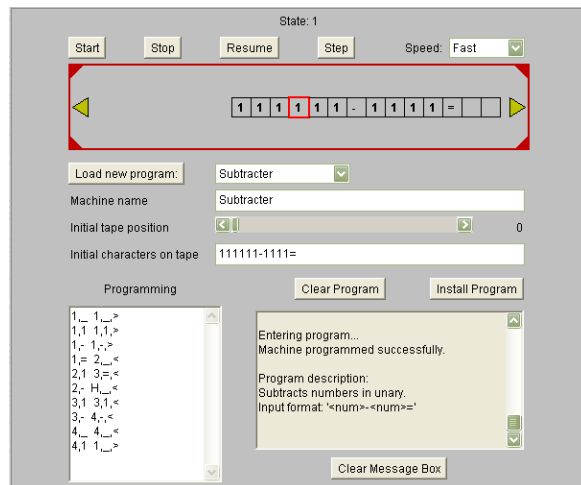 State: 1
Start Stop Resume Step Speed: Fast
1 1 1 1 1 1 - 1 1 1 1 =
Load new program: Subtracter
Machine name Subtracter
Initial tape position 0
Initial characters on tape 111111-1111=
Programming Clear Program Install Program
1,_ 1,_,>
1,1 1,1,>
1,- 1,-,>
1,= 2,_,<
2,1 3,=,<
2,- H,_,<
3,1 3,1,<
3,- 4,-,<
4,_ 4,_,<
4,1 1,_,>
Entering program...
Machine programmed successfully.
Program description:
Subtracts numbers in unary.
Input format: '<num>-<num>='
Clear Message Box